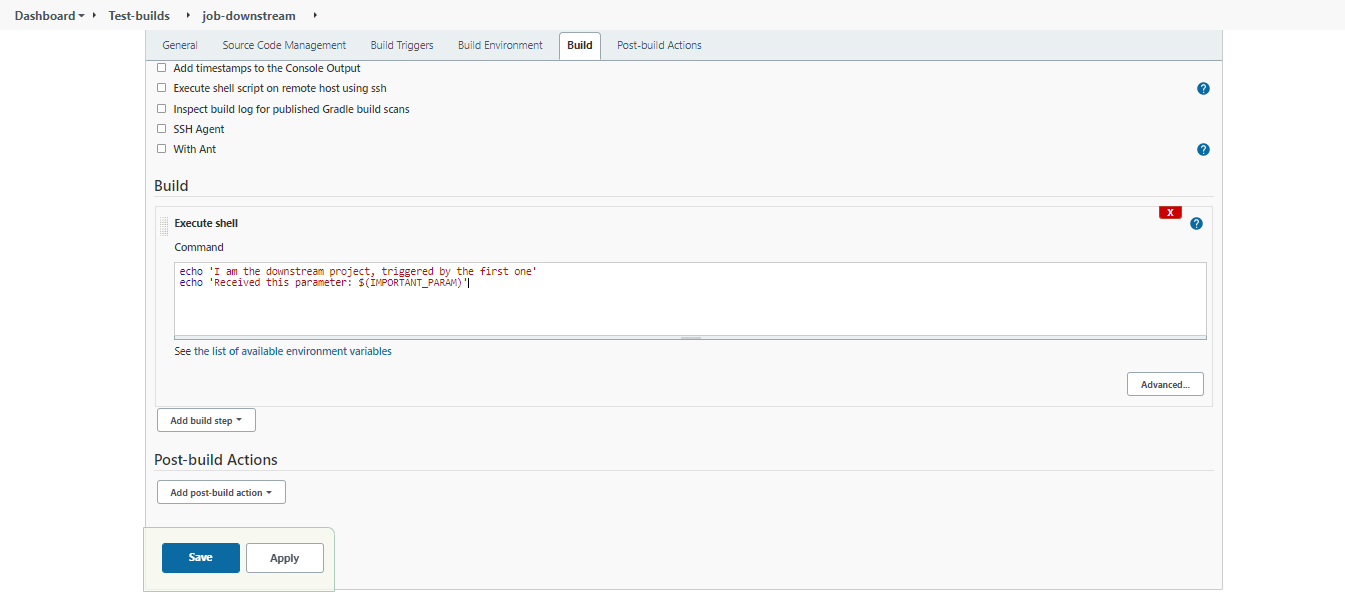 Dashboard Test-builds job-downstream
General Source Code Management Build Triggers Build Environment Build Post-build Actions
Add timestamps to the Console Output
Execute shell script on remote host using ssh
?
Inspect build log for published Gradle build scans
SSH Agent
With Ant
?
Build
X
Execute shell
?
Command
echo 'I am the downstream project, triggered by the first one'
echo 'Received this parameter: $(IMPORTANT_PARAM)'
See the list of available environment variables
Advanced...
Add build step
Post-build Actions
Add post-build action
Save Apply